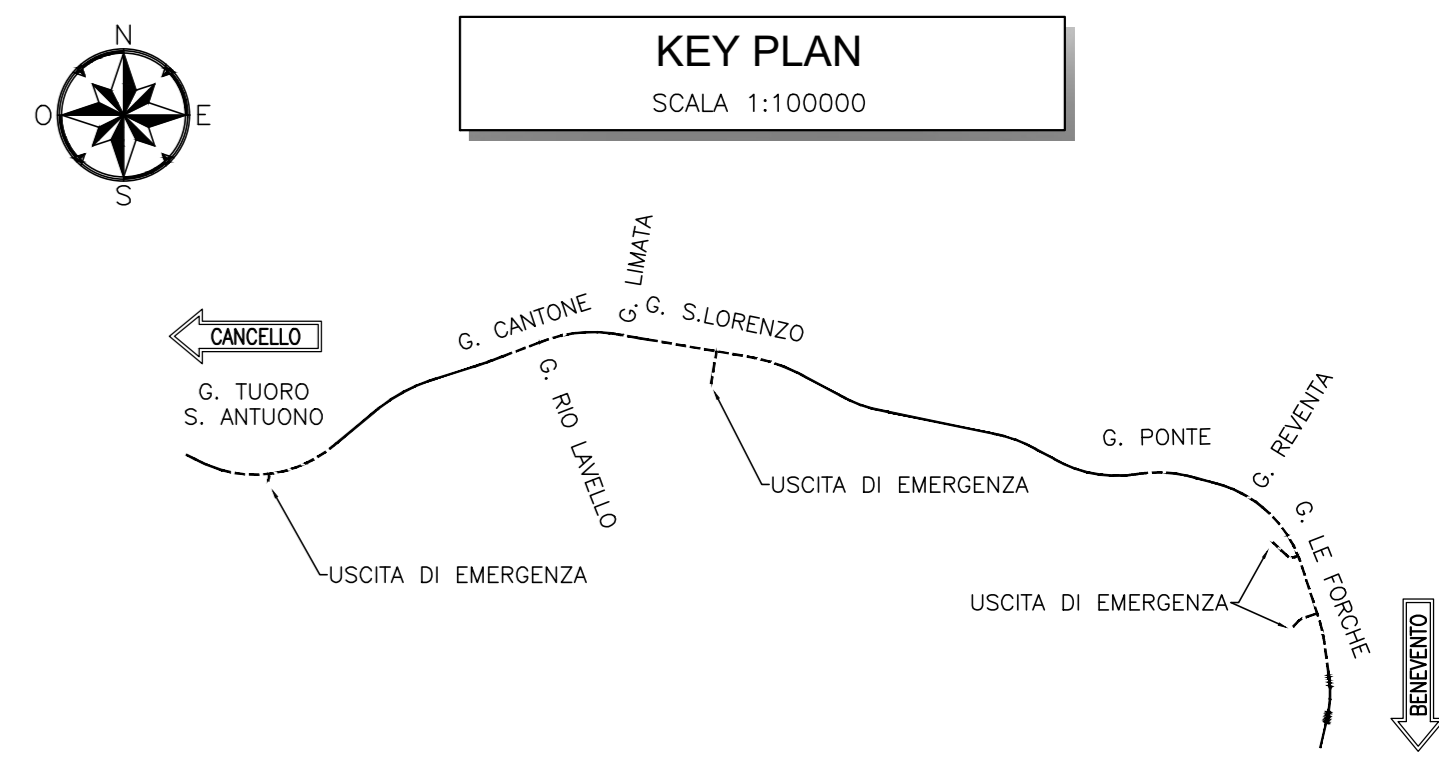 N
O
E
S
KEY PLAN
SCALA 1:100000
CANCELLO
G. TUORO
S. ANTUONO
G. CANTONE
G. RIO LAVELLO
G. LIMATA
G. S.LORENZO
USCITA DI EMERGENZA
USCITA DI EMERGENZA
G. PONTE
G. REVENTA
G. LE FORCHE
USCITA DI EMERGENZA
BENEVENTO